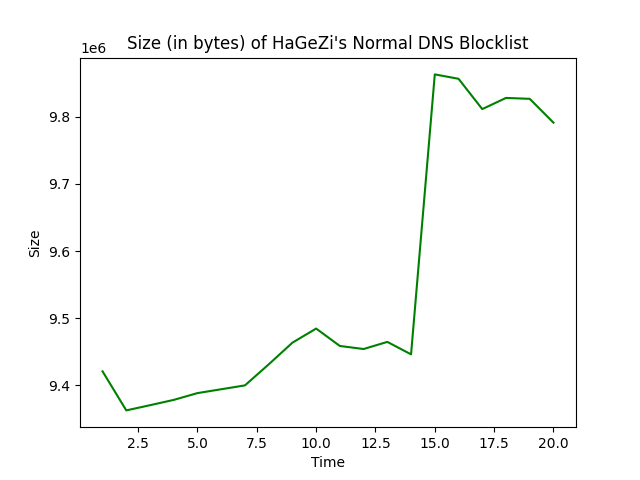 Size (in bytes) of HaGeZi's Normal DNS Blocklist
1e6
9.8
9.7
9.6
9.5
9.4
Size
2.5 5.0 7.5 10.0 12.5 15.0 17.5 20.0
Time